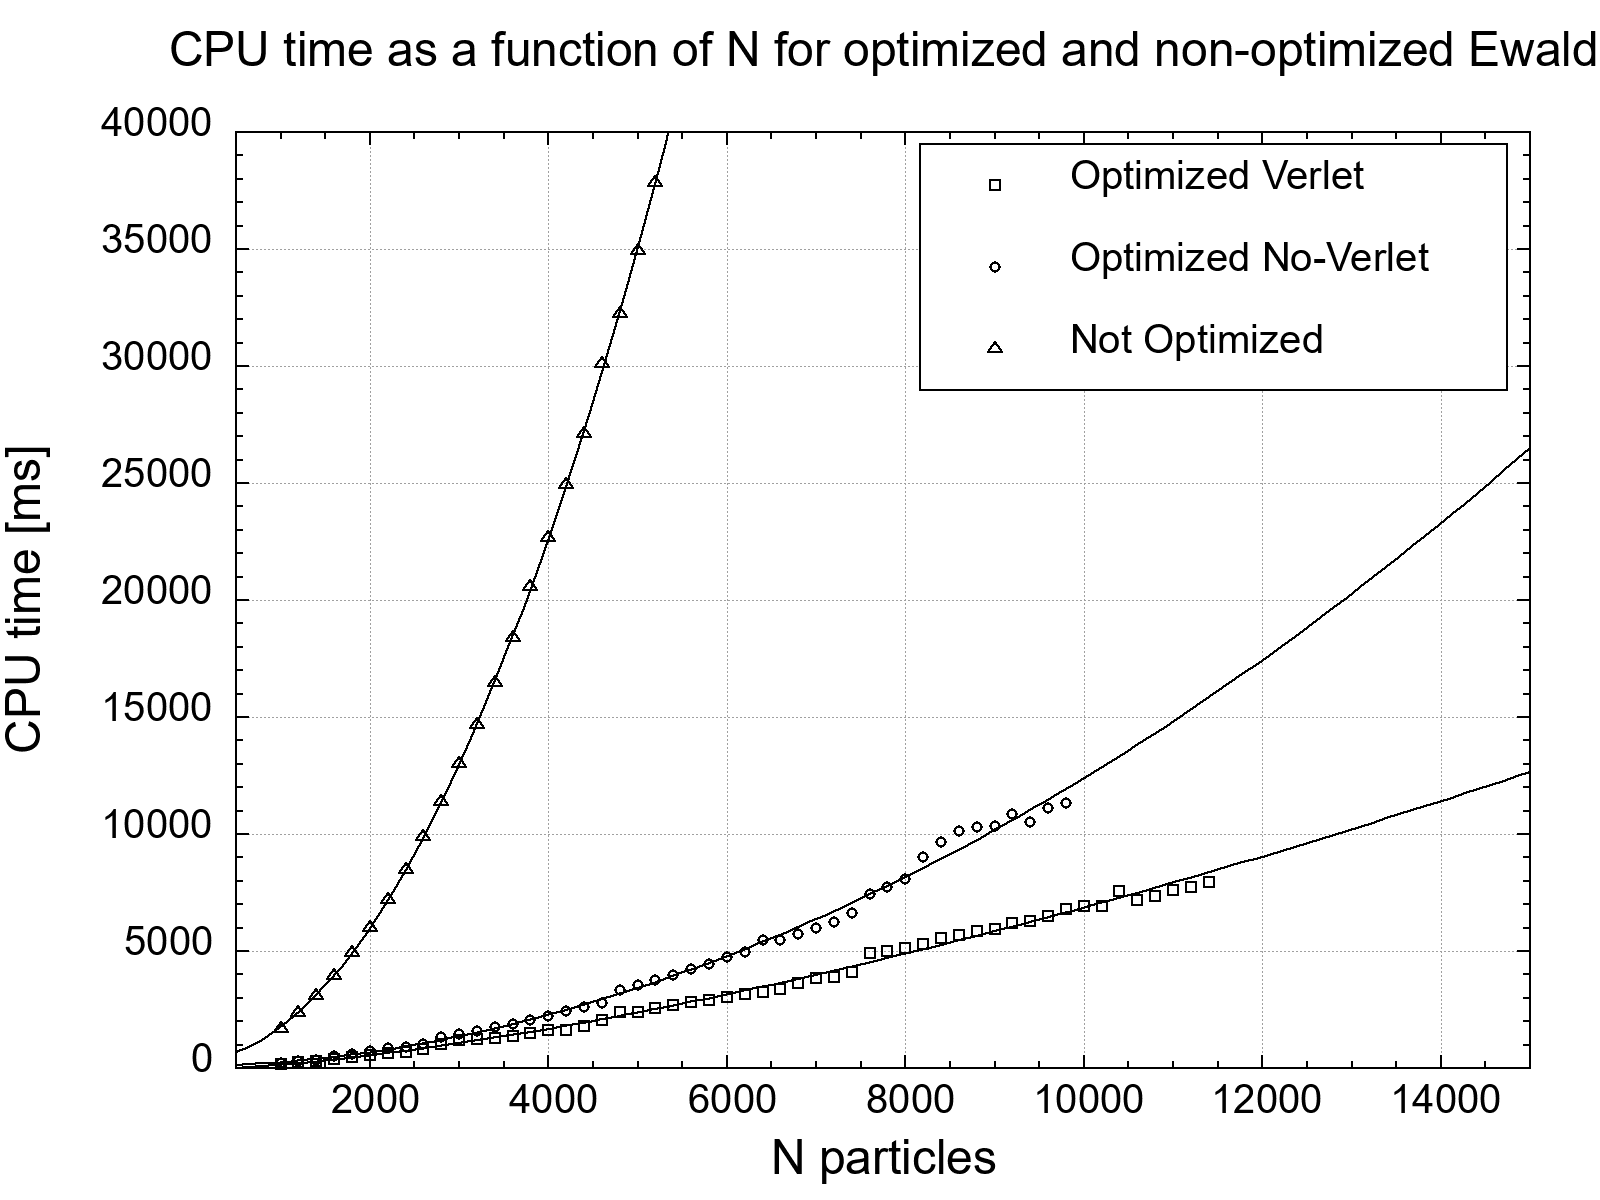 CPU time as a function of N for optimized and non-optimized Ewald
40000
35000
30000
25000
20000
15000
10000
5000
0
CPU time [ms]
Optimized Verlet
Optimized No-Verlet
Not Optimized
2000 4000 6000 8000 10000 12000 14000
N particles